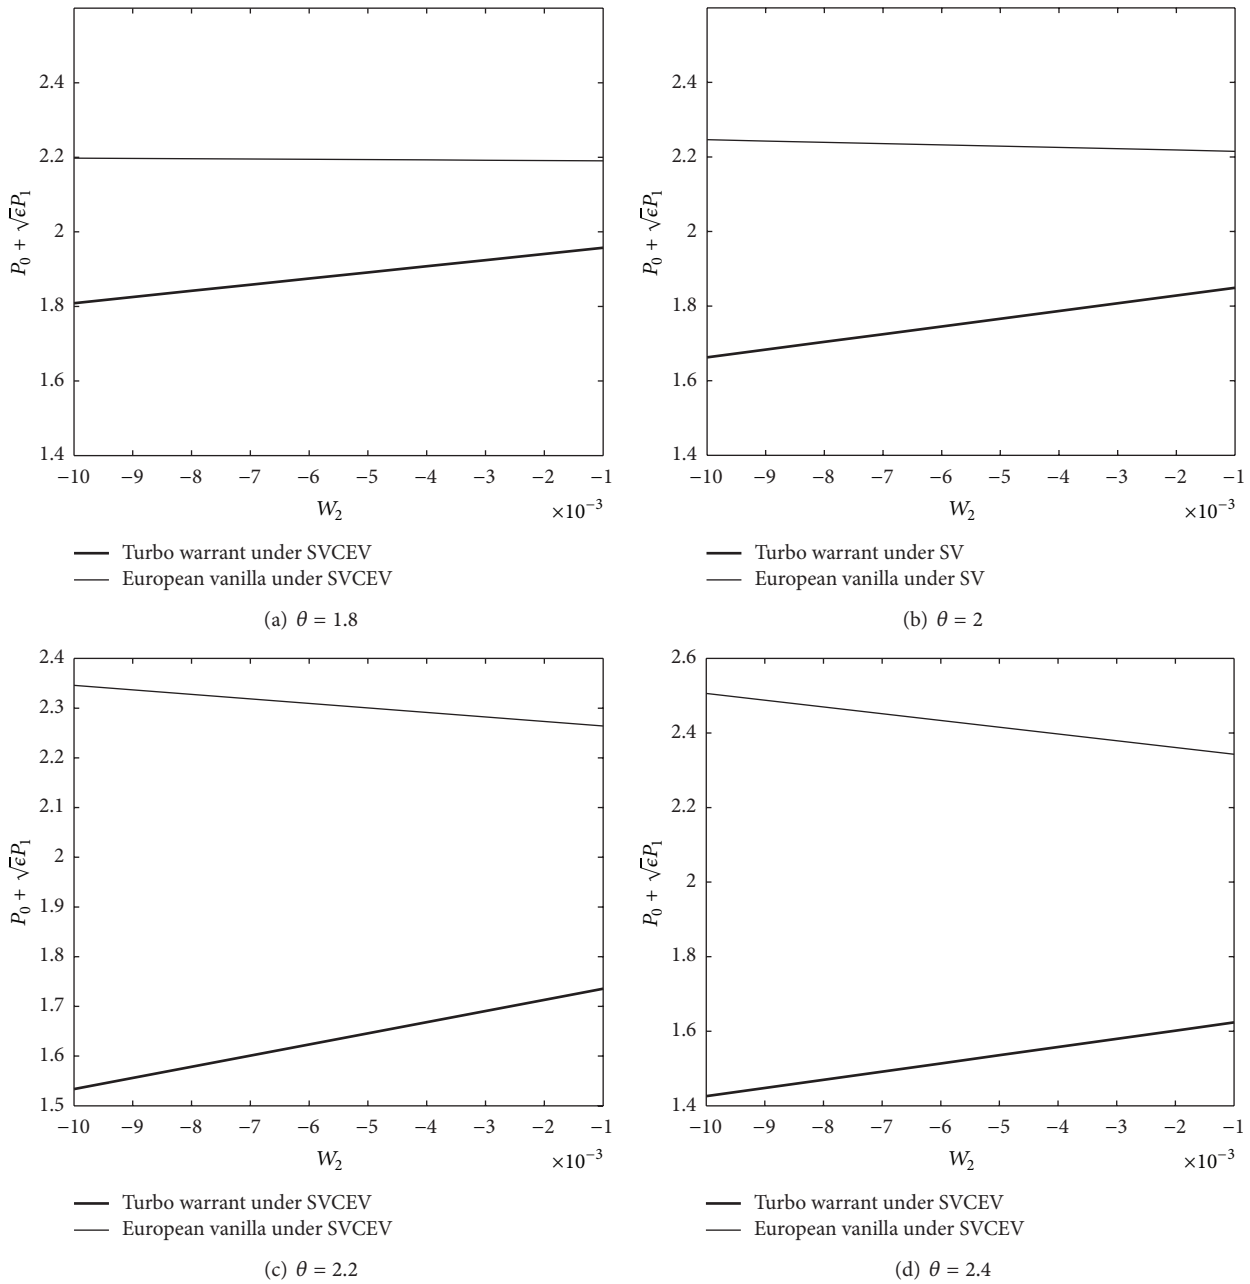 2.4
2.2
2
1.8
1.6
1.4
P₀ + √ϵP₁
−10 −9 −8 −7 −6 −5 −4 −3 −2 −1
W₂ ×10⁻³
Turbo warrant under SVCEV
European vanilla under SVCEV
(a) θ = 1.8
2.4
2.2
2
1.8
1.6
1.4
P₀ + √ϵP₁
−10 −9 −8 −7 −6 −5 −4 −3 −2 −1
W₂ ×10⁻³
Turbo warrant under SV
European vanilla under SV
(b) θ = 2
2.4
2.3
2.2
2.1
2
1.9
1.8
1.7
1.6
1.5
P₀ + √ϵP₁
−10 −9 −8 −7 −6 −5 −4 −3 −2 −1
W₂ ×10⁻³
Turbo warrant under SVCEV
European vanilla under SVCEV
(c) θ = 2.2
2.6
2.4
2.2
2
1.8
1.6
1.4
P₀ + √ϵP₁
−10 −9 −8 −7 −6 −5 −4 −3 −2 −1
W₂ ×10⁻³
Turbo warrant under SVCEV
European vanilla under SVCEV
(d) θ = 2.4